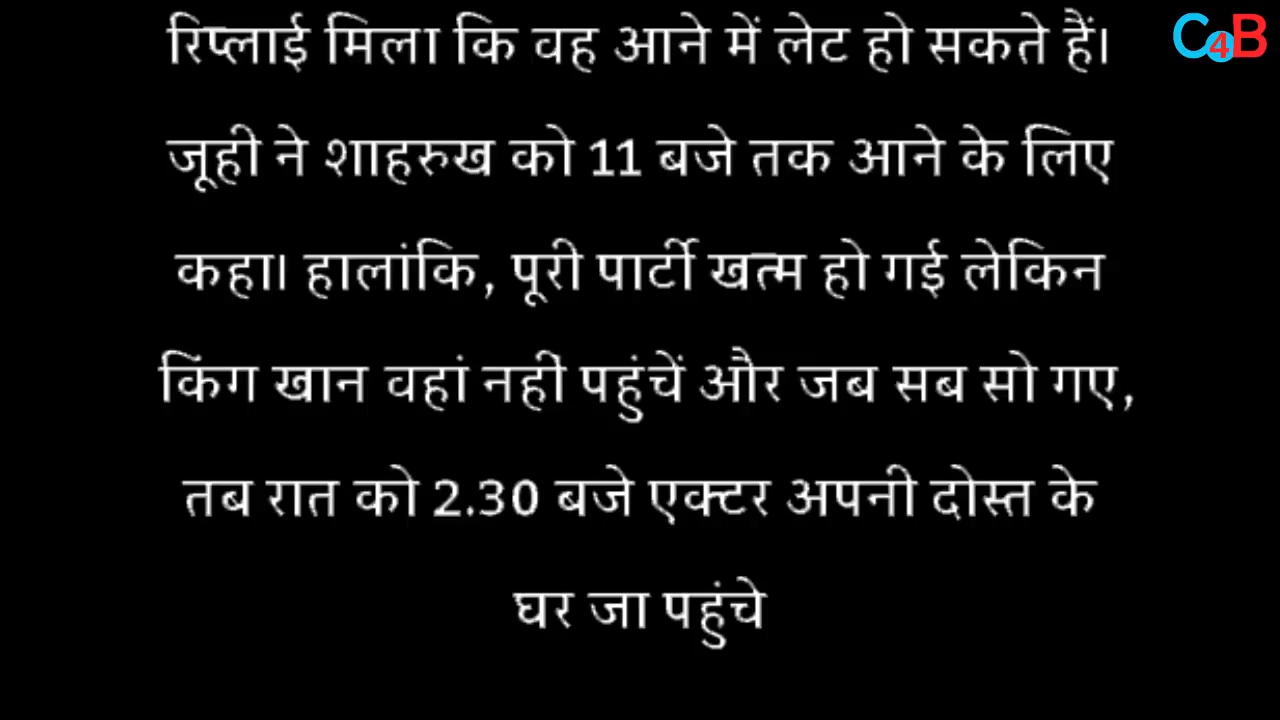 रिप्लाई मिला कि वह आने में लेट हो सकते हैं।
जूही ने शाहरुख को 11 बजे तक आने के लिए
कहा। हालांकि, पूरी पार्टी खत्म हो गई लेकिन
किंग खान वहां नहीं पहुंचें और जब सब सो गए,
तब रात को 2.30 बजे एक्टर अपनी दोस्त के
घर जा पहुंचे
C4B